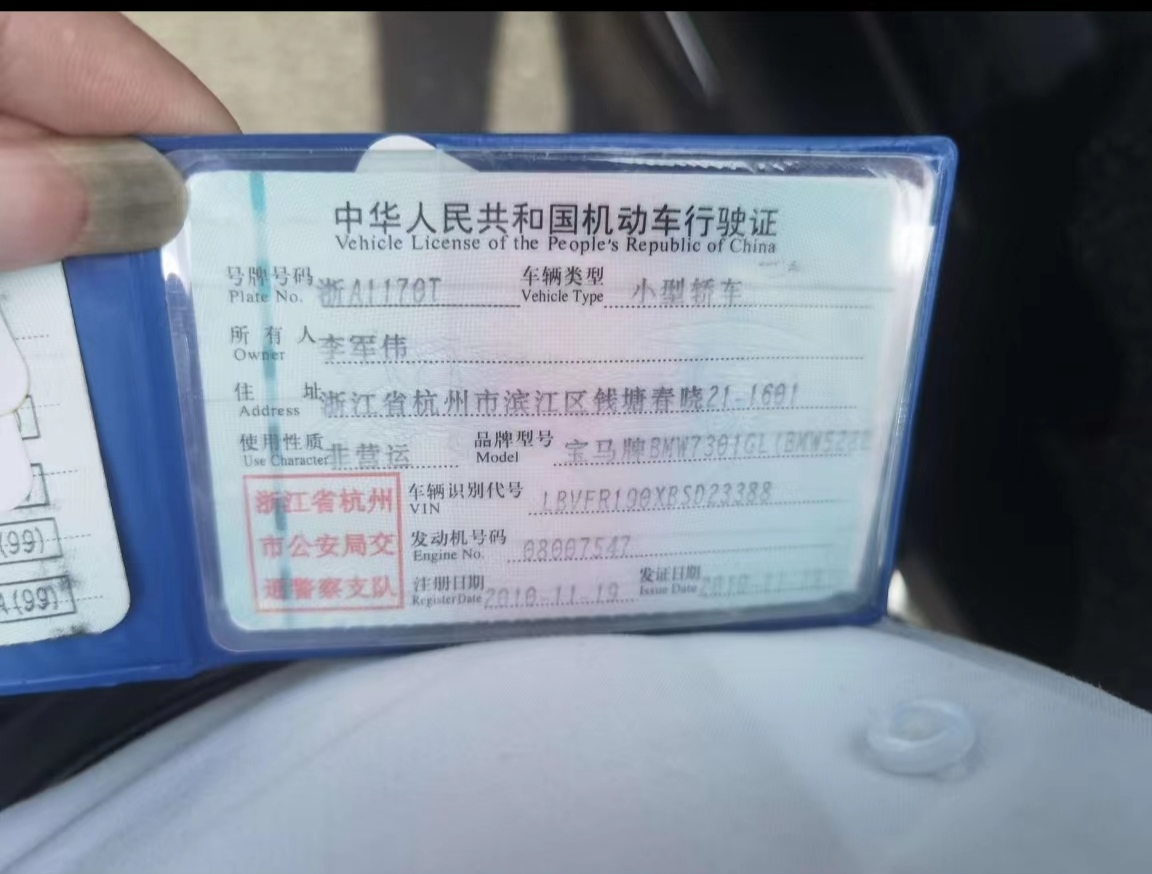 中华人民共和国机动车行驶证
Vehicle License of the People's Republic of China
号牌号码 Plate No. 浙A1170T 车辆类型 Vehicle Type 小型轿车
所有人 Owner 李军伟
住址 Address 浙江省杭州市滨江区钱塘春晓21-1601
使用性质 Use Character 非营运 品牌型号 Model 宝马牌BMW7301GL(BMW528
浙江省杭州
市公安局交
通警察支队
车辆识别代号 VIN LBVFR190XBSD23388
发动机号码 Engine No. 08007547
注册日期 Register Date 2010-11-19 发证日期 Issue Date
(99)
A(99)